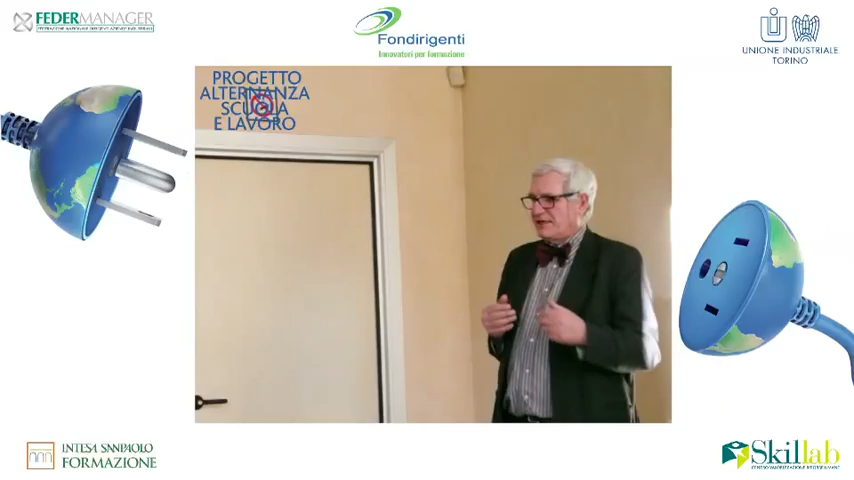 FEDERMANAGER
Fondirigenti
Innovatori per formazione
UNIONE INDUSTRIALE
TORINO
PROGETTO
ALTERNANZA
SCUOLA
E LAVORO
INTESA SANPAOLO
FORMAZIONE
Skillab